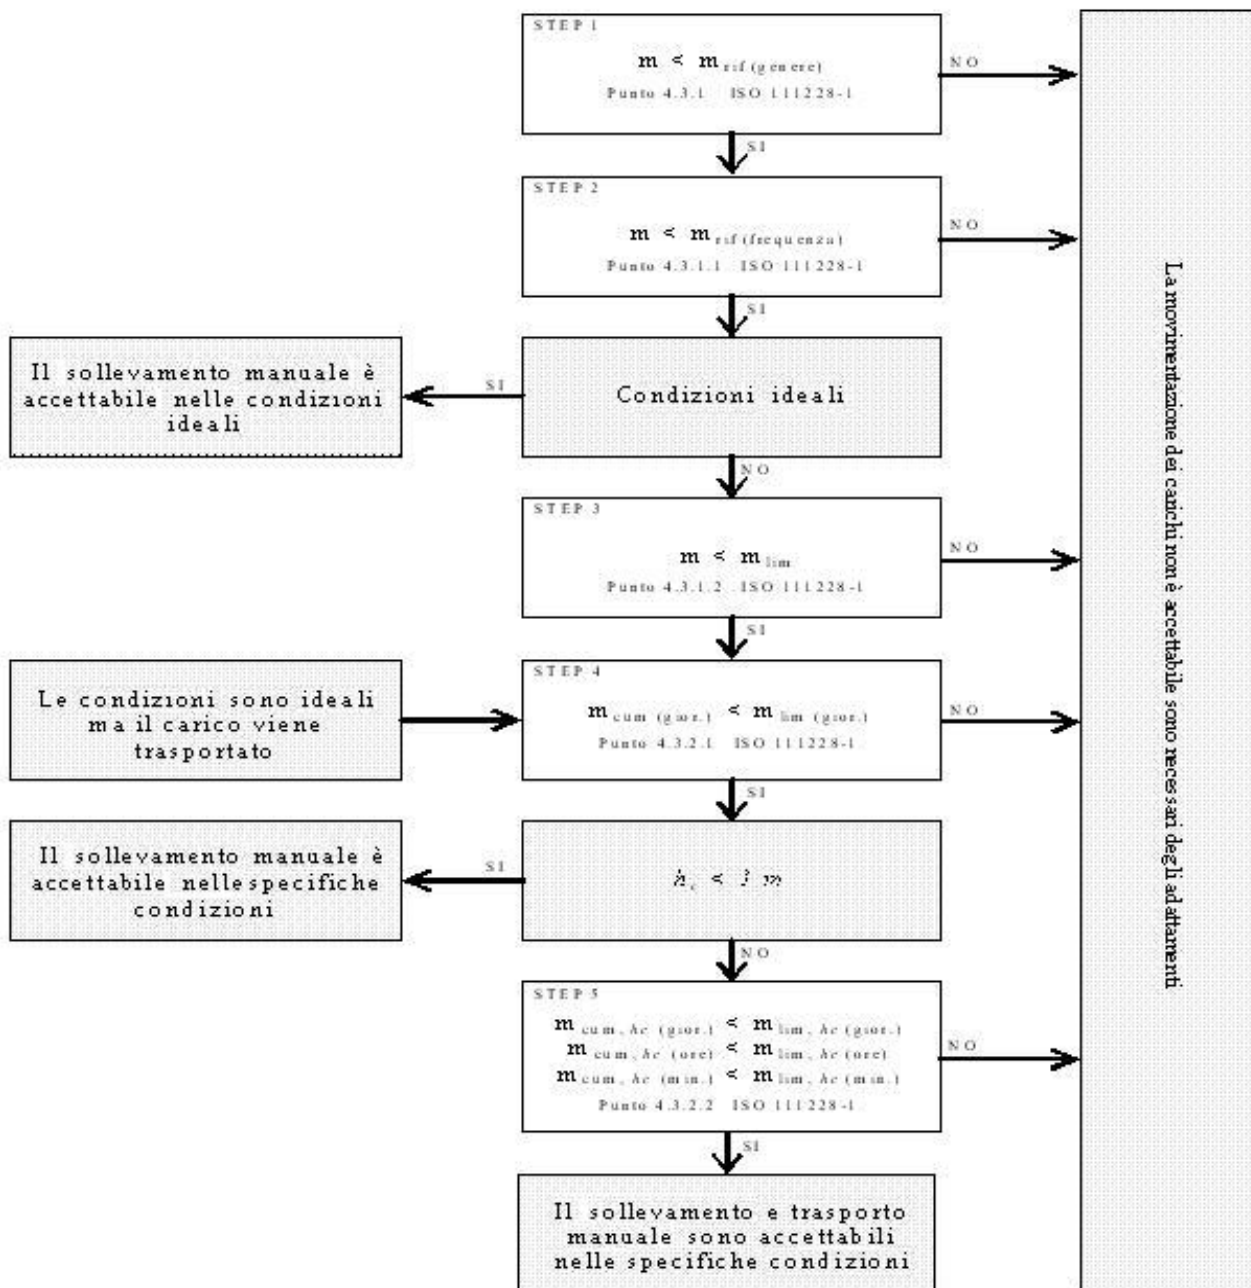 STEP 1
m < m rif (genere)
Punto 4.3.1 ISO 111228-1
NO
SI
STEP 2
m < m rif (frequenza)
Punto 4.3.1.1 ISO 111228-1
NO
SI
Il sollevamento manuale è
accettabile nelle condizioni
ideali
SI
Condizioni ideali
NO
STEP 3
m < m lim
Punto 4.3.1.2 ISO 111228-1
NO
SI
Le condizioni sono ideali
ma il carico viene
trasportato
STEP 4
m cum (gior.) < m lim (gior.)
Punto 4.3.2.1 ISO 111228-1
NO
SI
Il sollevamento manuale è
accettabile nelle specifiche
condizioni
SI
h c <  m
NO
STEP 5
m cum, hc (gior.) < m lim, hc (gior.)
m cum, hc (ore) < m lim, hc (ore)
m cum, hc (min.) < m lim, hc (min.)
Punto 4.3.2.2 ISO 111228-1
NO
SI
Il sollevamento e trasporto
manuale sono accettabili
nelle specifiche condizioni
La movimentazione dei carichi non è accettabile sono necessari degli adattamenti